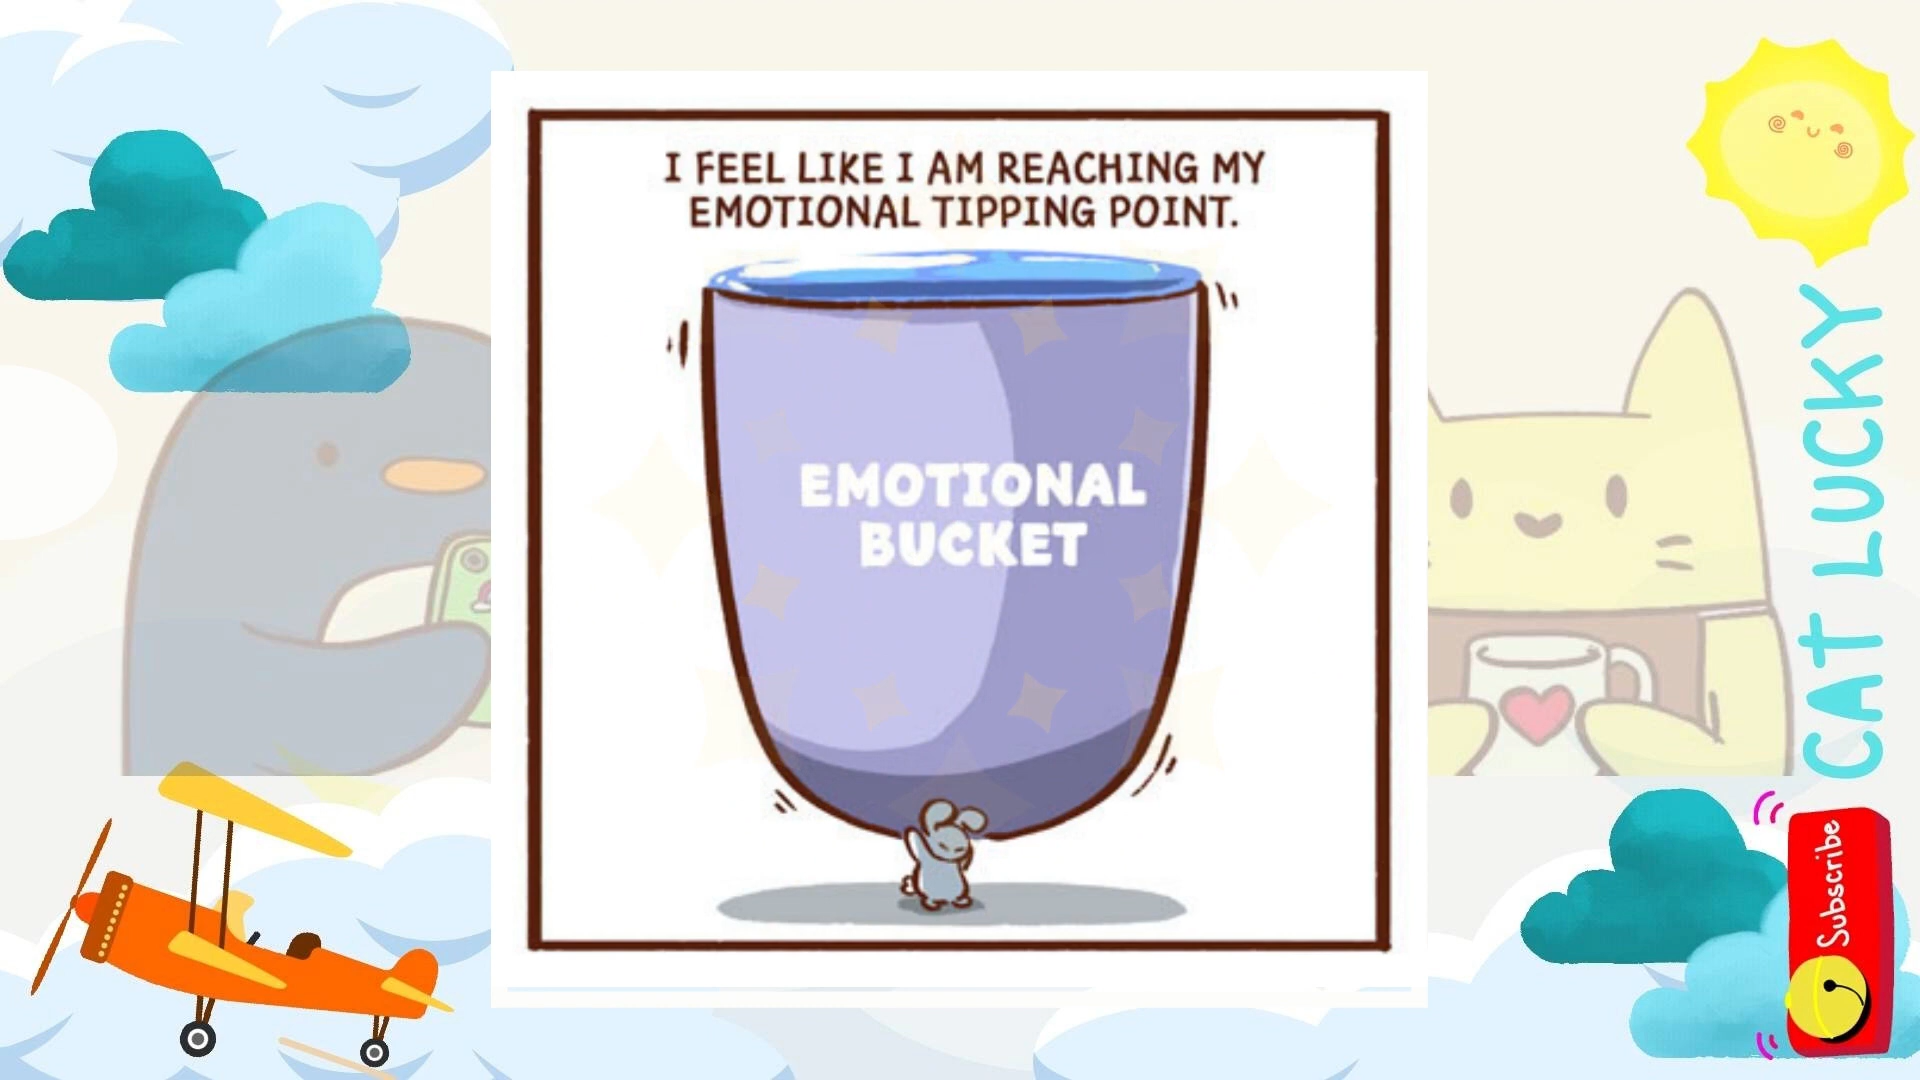 I FEEL LIKE I AM REACHING MY
EMOTIONAL TIPPING POINT.
EMOTIONAL
BUCKET
CAT LUCKY
Subscribe